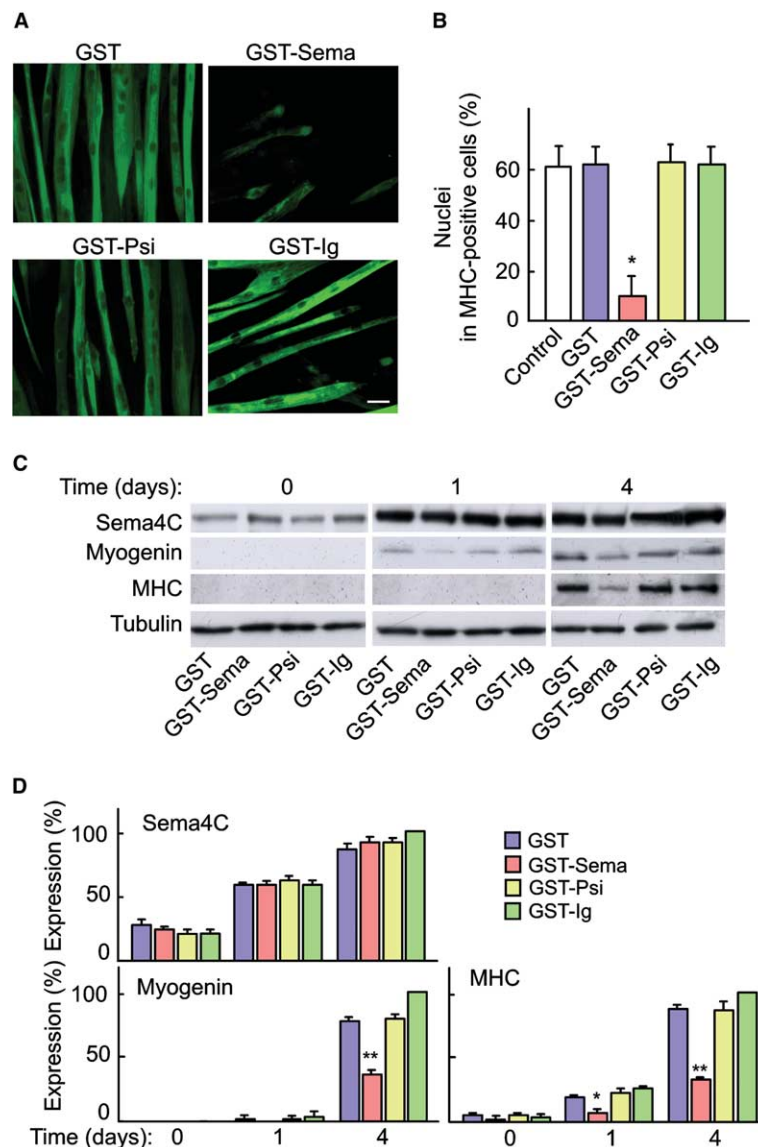 A
GST
GST-Sema
GST-Psi
GST-Ig
B
Nuclei
in MHC-positive cells (%)
60
40
20
0
*
Control
GST
GST-Sema
GST-Psi
GST-Ig
C
Time (days): 0 1 4
Sema4C
Myogenin
MHC
Tubulin
GST
GST-Sema
GST-Psi
GST-Ig
GST
GST-Sema
GST-Psi
GST-Ig
GST
GST-Sema
GST-Psi
GST-Ig
D
Expression (%)
100
50
0
Sema4C
GST
GST-Sema
GST-Psi
GST-Ig
Expression (%)
100
50
0
Myogenin
**
MHC
*
**
Time (days): 0 1 4 0 1 4